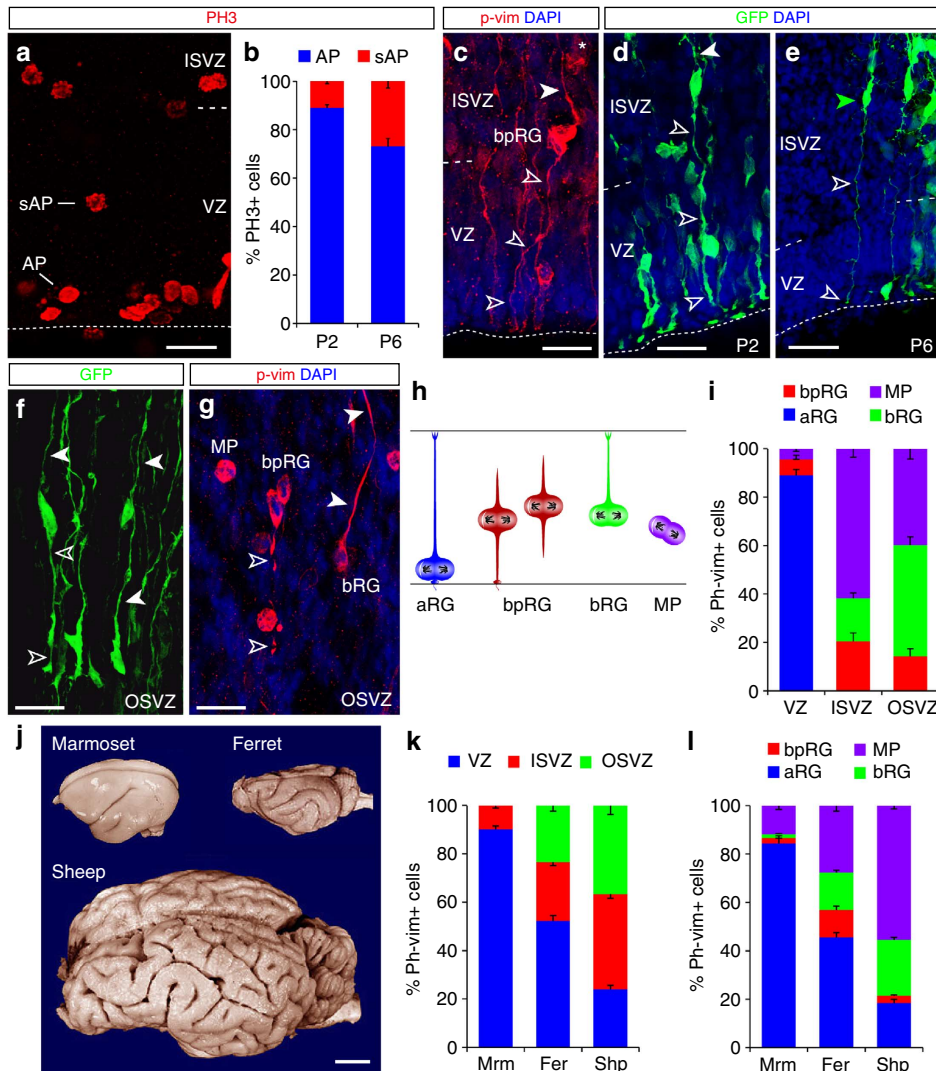 PH3
p-vim DAPI
GFP DAPI
a
ISVZ
sAP
VZ
AP
b
AP
sAP
% PH3+ cells
100
80
60
40
20
0
P2
P6
c
*
ISVZ
bpRG
VZ
d
ISVZ
VZ
P2
e
ISVZ
VZ
P6
GFP
p-vim DAPI
f
OSVZ
g
MP
bpRG
bRG
OSVZ
h
aRG
bpRG
bRG
MP
i
bpRG
MP
aRG
bRG
% Ph-vim+ cells
100
80
60
40
20
0
VZ
ISVZ
OSVZ
j
Marmoset
Ferret
Sheep
k
VZ
ISVZ
OSVZ
% Ph-vim+ cells
100
80
60
40
20
0
Mrm
Fer
Shp
l
bpRG
MP
aRG
bRG
% Ph-vim+ cells
100
80
60
40
20
0
Mrm
Fer
Shp